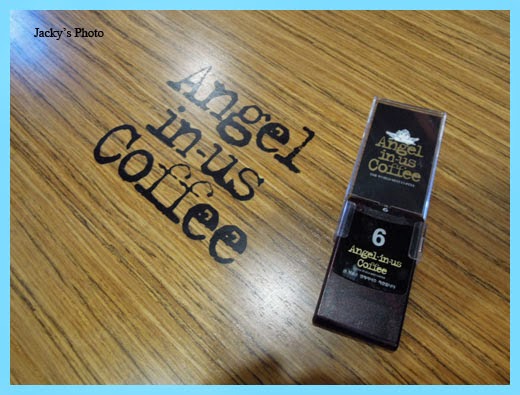 Jacky's Photo
Angel
in-us
Coffee
Angel
in-us
Coffee
6
Angel-in-us
Coffee